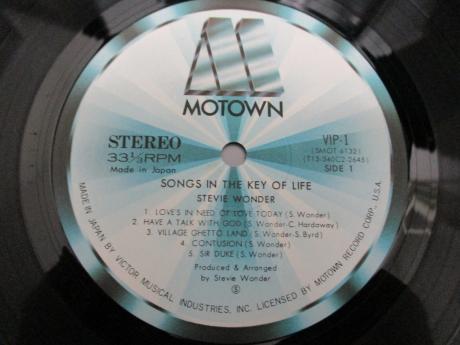 MOTOWN
STEREO
33⅓RPM
Made in Japan
VIP-1
(SMOT-6132)
(T13-340C2-2645)
SIDE 1
SONGS IN THE KEY OF LIFE
STEVIE WONDER
1. LOVE'S IN NEED OF LOVE TODAY (S. Wonder)
2. HAVE A TALK WITH GOD (S. Wonder-C. Hardaway)
3. VILLAGE GHETTO LAND (S. Wonder-S. Byrd)
4. CONTUSION (S. Wonder)
5. SIR DUKE (S. Wonder)
Produced & Arranged
by Stevie Wonder
Ⓢ
MADE IN JAPAN BY VICTOR MUSICAL INDUSTRIES, INC. LICENSED BY MOTOWN RECORD CORP., U.S.A.